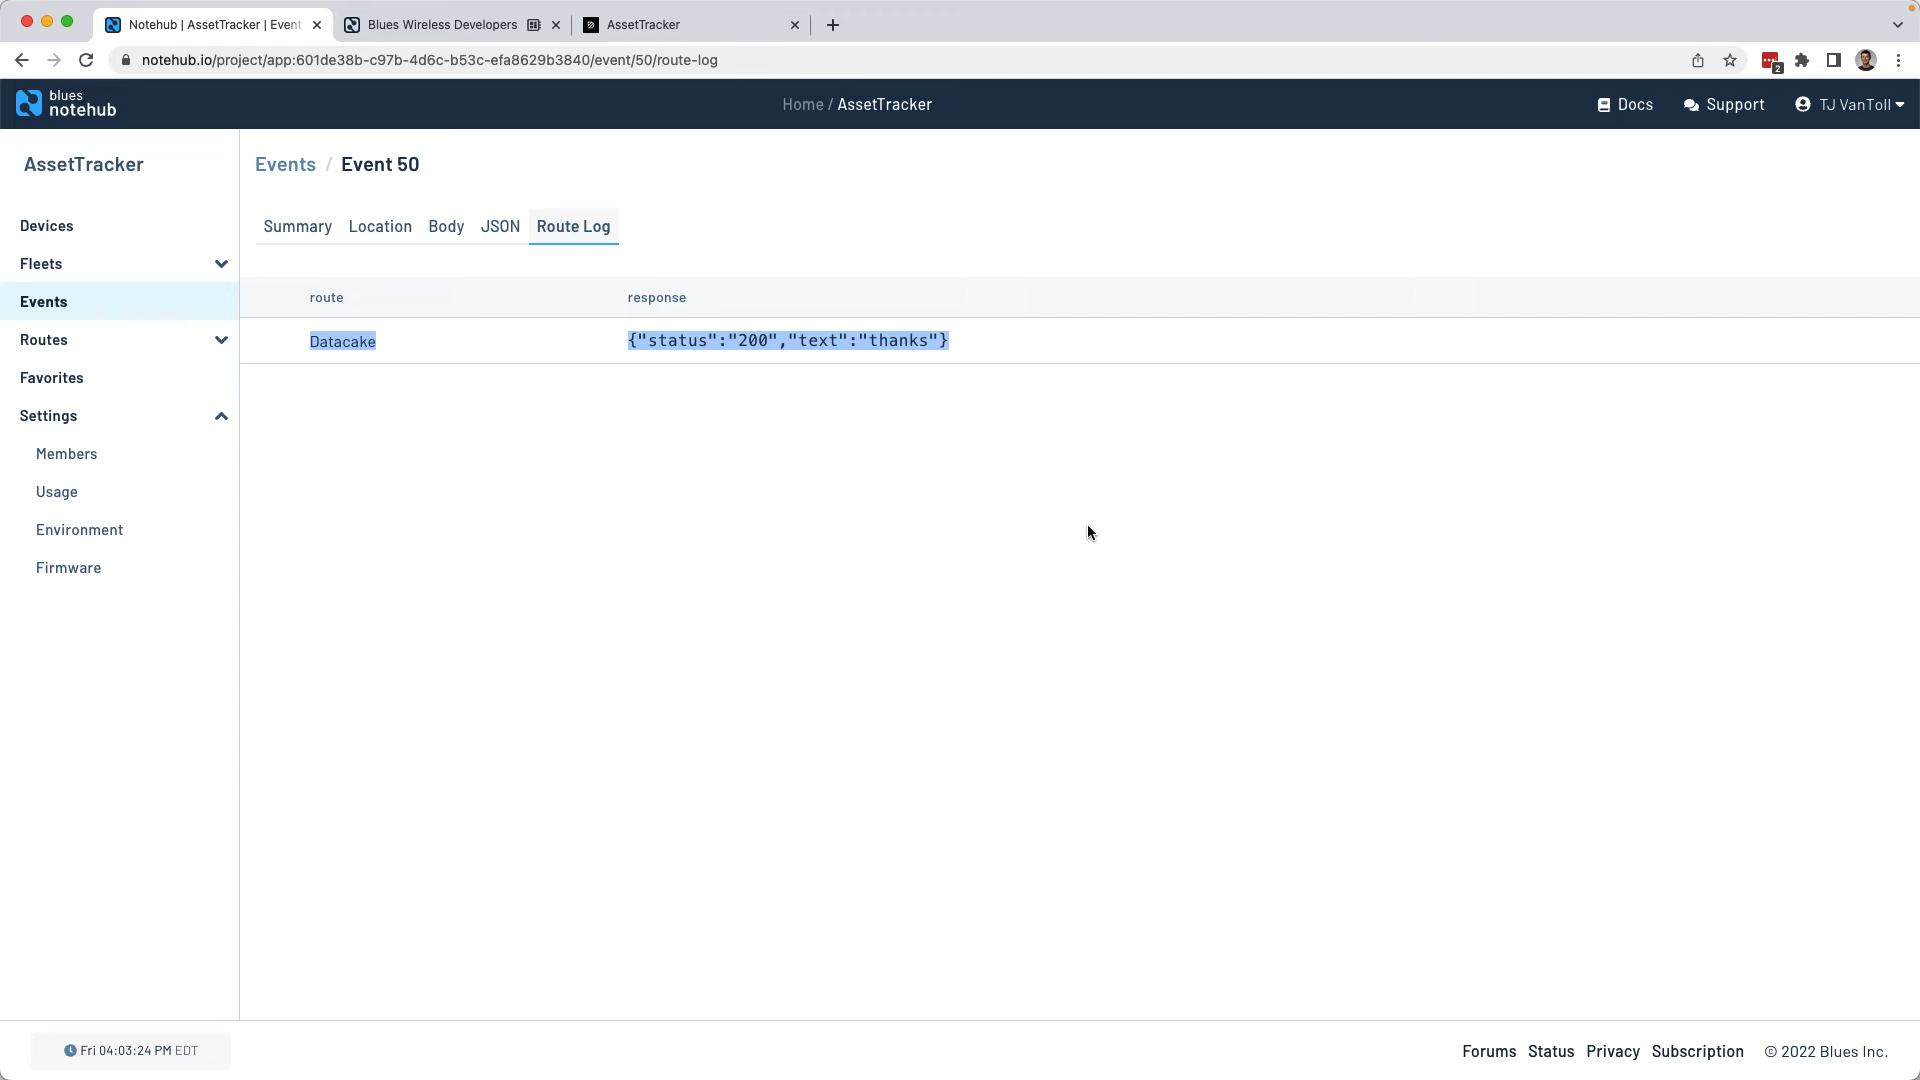 Notehub | AssetTracker | Event
Blues Wireless Developers
AssetTracker
notehub.io/project/app:601de38b-c97b-4d6c-b53c-efa8629b3840/event/50/route-log
2
blues
notehub
Home / AssetTracker
Docs
Support
TJ VanToll
AssetTracker
Events / Event 50
Devices
Fleets
Events
Routes
Favorites
Settings
Members
Usage
Environment
Firmware
Summary Location Body JSON Route Log
route response
Datacake {"status":"200","text":"thanks"}
Fri 04:03:24 PM EDT
Forums Status Privacy Subscription © 2022 Blues Inc.